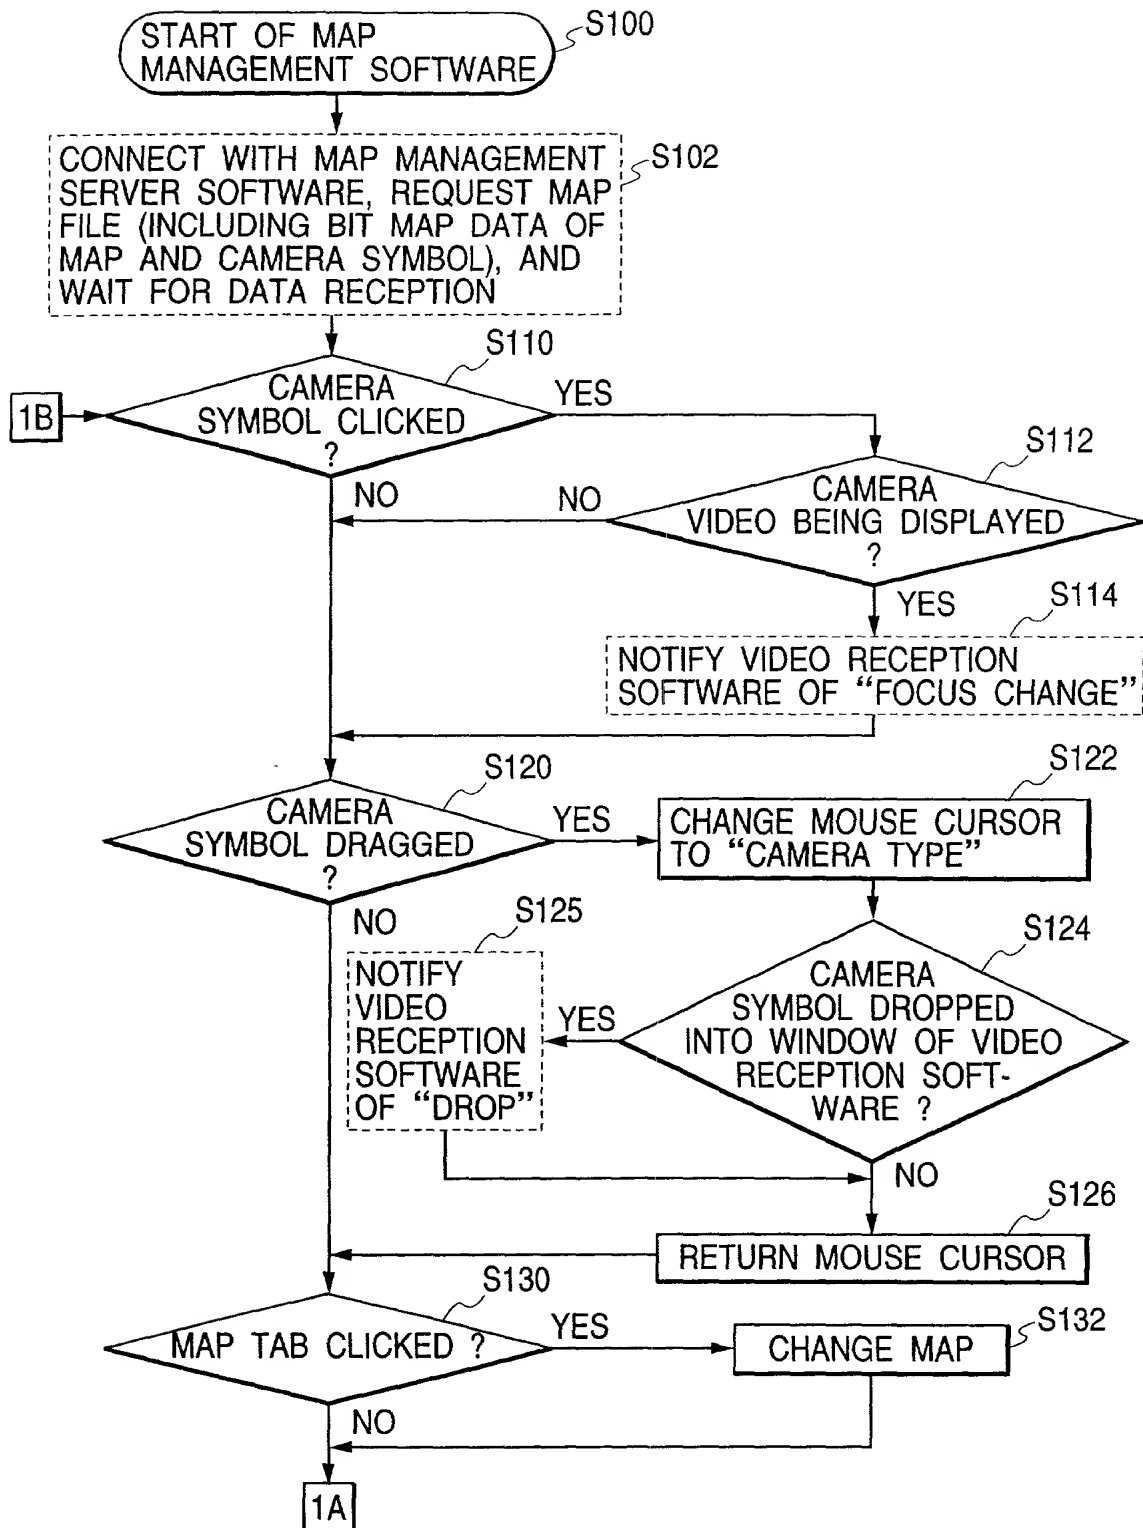 START OF MAP
MANAGEMENT SOFTWARE
S100
CONNECT WITH MAP MANAGEMENT
SERVER SOFTWARE, REQUEST MAP
FILE (INCLUDING BIT MAP DATA OF
MAP AND CAMERA SYMBOL), AND
WAIT FOR DATA RECEPTION
S102
S110
1B
CAMERA
SYMBOL CLICKED
?
YES
NO
S112
CAMERA
VIDEO BEING DISPLAYED
?
NO
YES
S114
NOTIFY VIDEO RECEPTION
SOFTWARE OF “FOCUS CHANGE”
S120
CAMERA
SYMBOL DRAGGED
?
YES
NO
S122
CHANGE MOUSE CURSOR
TO “CAMERA TYPE”
S124
CAMERA
SYMBOL DROPPED
INTO WINDOW OF VIDEO
RECEPTION SOFT-
WARE ?
YES
NO
S125
NOTIFY
VIDEO
RECEPTION
SOFTWARE
OF “DROP”
S126
RETURN MOUSE CURSOR
S130
MAP TAB CLICKED ?
YES
NO
S132
CHANGE MAP
1A